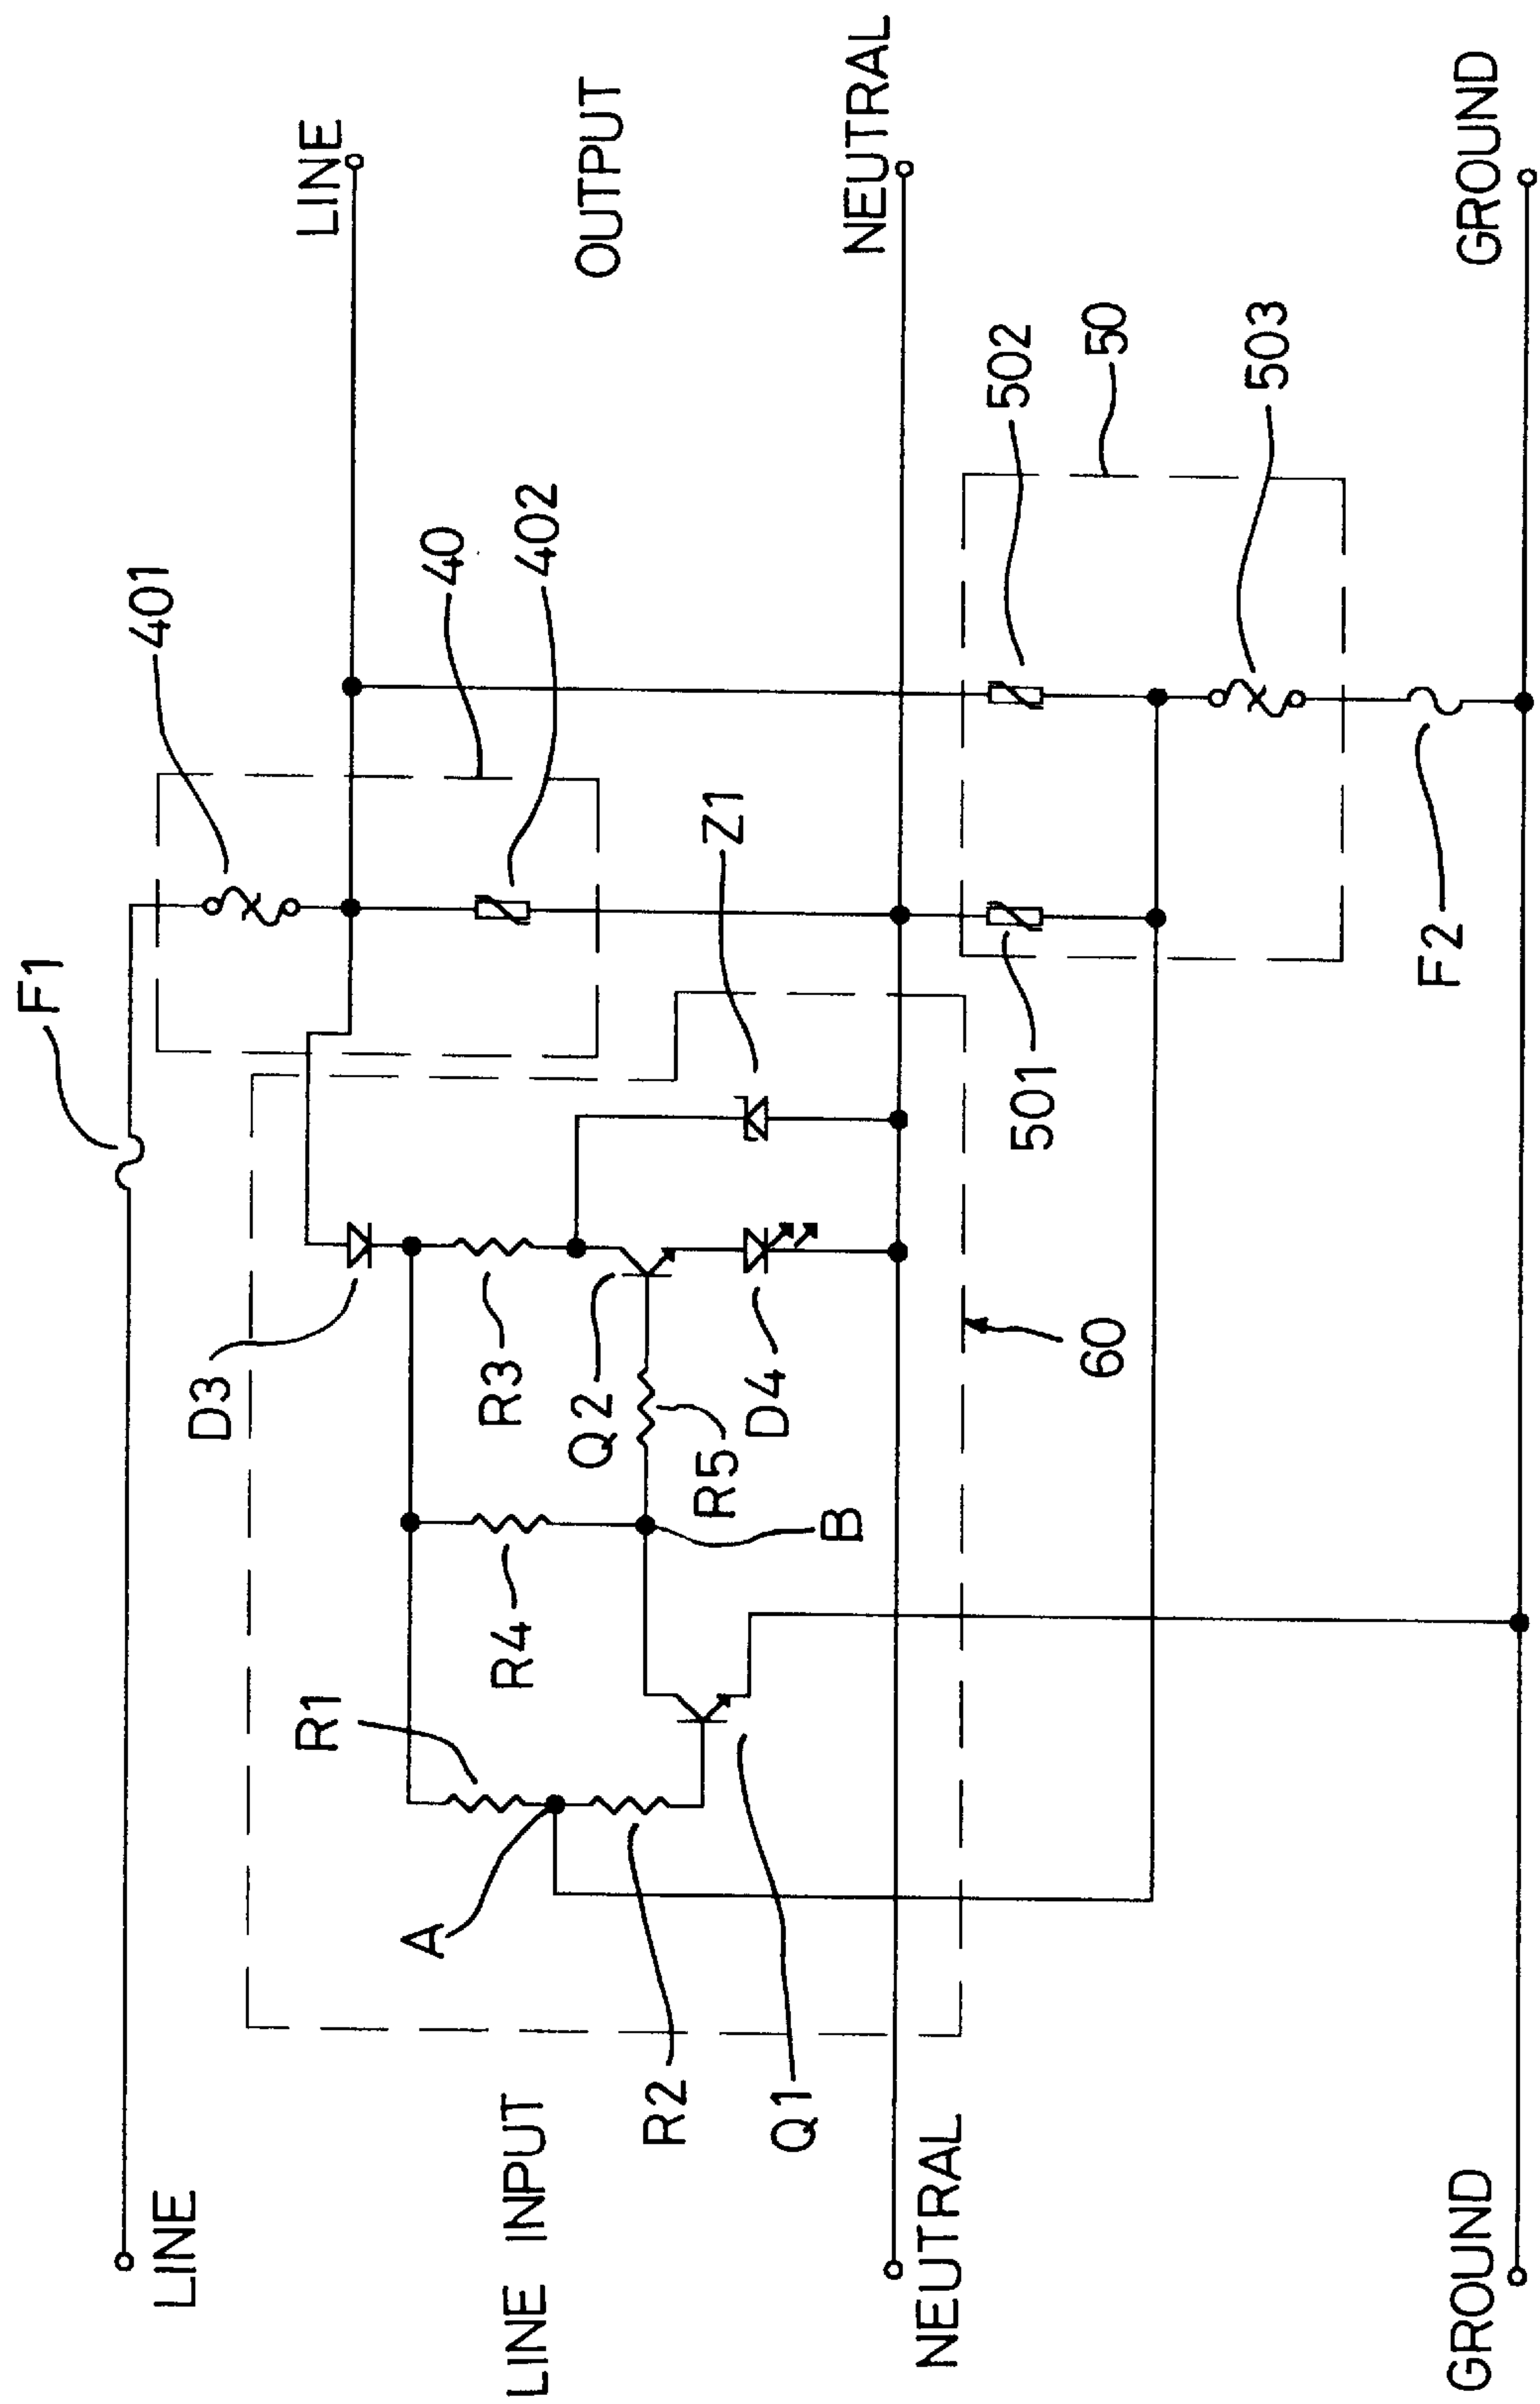 F1
401
LINE
LINE
40
402
D3
R1
R4
R3
Q2
Z1
OUTPUT
LINE INPUT
A
R2
Q1
B
R5
D4
NEUTRAL
NEUTRAL
60
501
502
50
503
F2
GROUND
GROUND